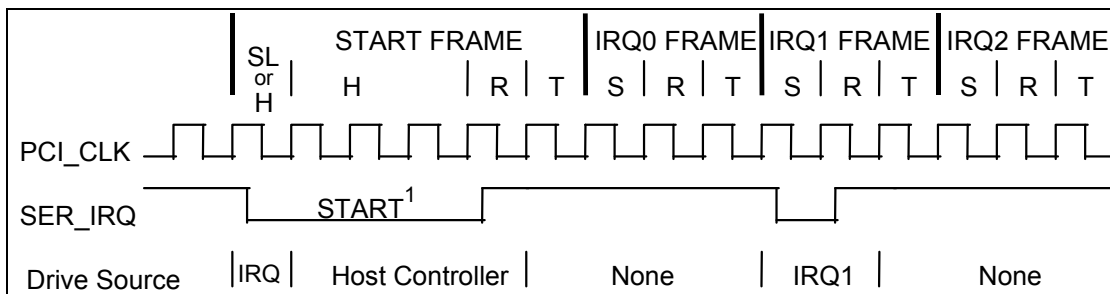 START FRAME IRQ0 FRAME IRQ1 FRAME IRQ2 FRAME
SL
or
H
H R T S R T S R T S R T
PCI_CLK
SER_IRQ START1
Drive Source IRQ Host Controller None IRQ1 None